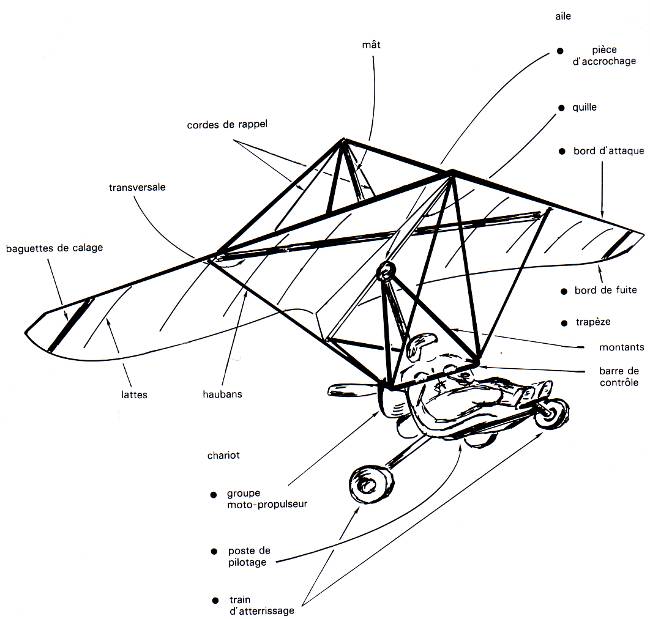 aile
mât
● pièce
d'accrochage
● quille
cordes de rappel
● bord d'attaque
transversale
baguettes de calage
● bord de fuite
● trapèze
montants
barre de
contrôle
lattes
haubans
chariot
● groupe
moto-propulseur
● poste de
pilotage
● train
d'atterrissage